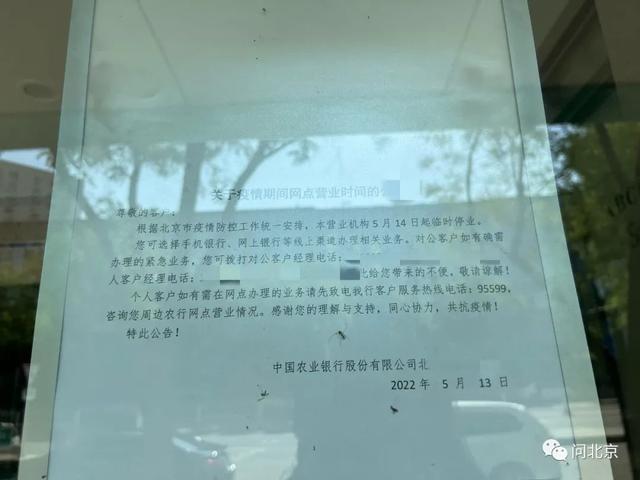 关于疫情期间网点营业时间的
尊敬的客户：
根据北京市疫情防控工作统一安排，本营业机构5月14日起临时停业。
您可选择手机银行、网上银行等线上渠道办理相关业务。对公客户如有确需
办理的紧急业务，您可拨打对公客户经理电话：
人客户经理电话： 此给您带来的不便，敬请谅解！
个人客户如有需在网点办理的业务请先致电我行客户服务热线电话：95599，
咨询您周边农行网点营业情况。感谢您的理解与支持，同心协力，共抗疫情！
特此公告！
中国农业银行股份有限公司北
2022 年 5 月 13 日
问北京